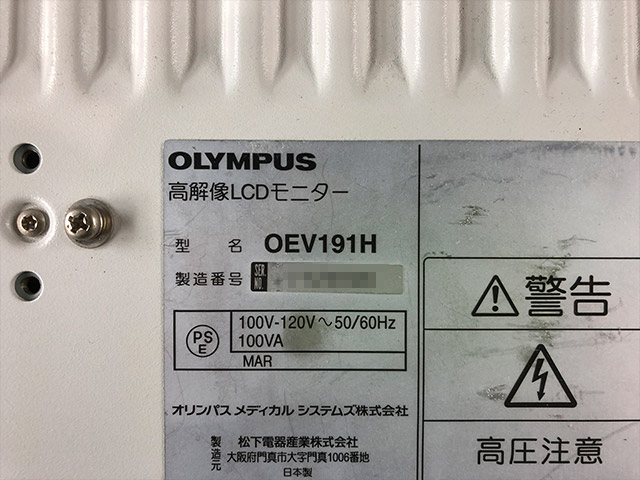 OLYMPUS
高解像LCDモニター
型名 OEV191H
製造番号 SER. NO.
PS E
100V-120V～50/60Hz
100VA
MAR
オリンパス メディカル システムズ株式会社
製造元 松下電器産業株式会社
大阪府門真市大字門真1006番地
日本製
警告
高圧注意